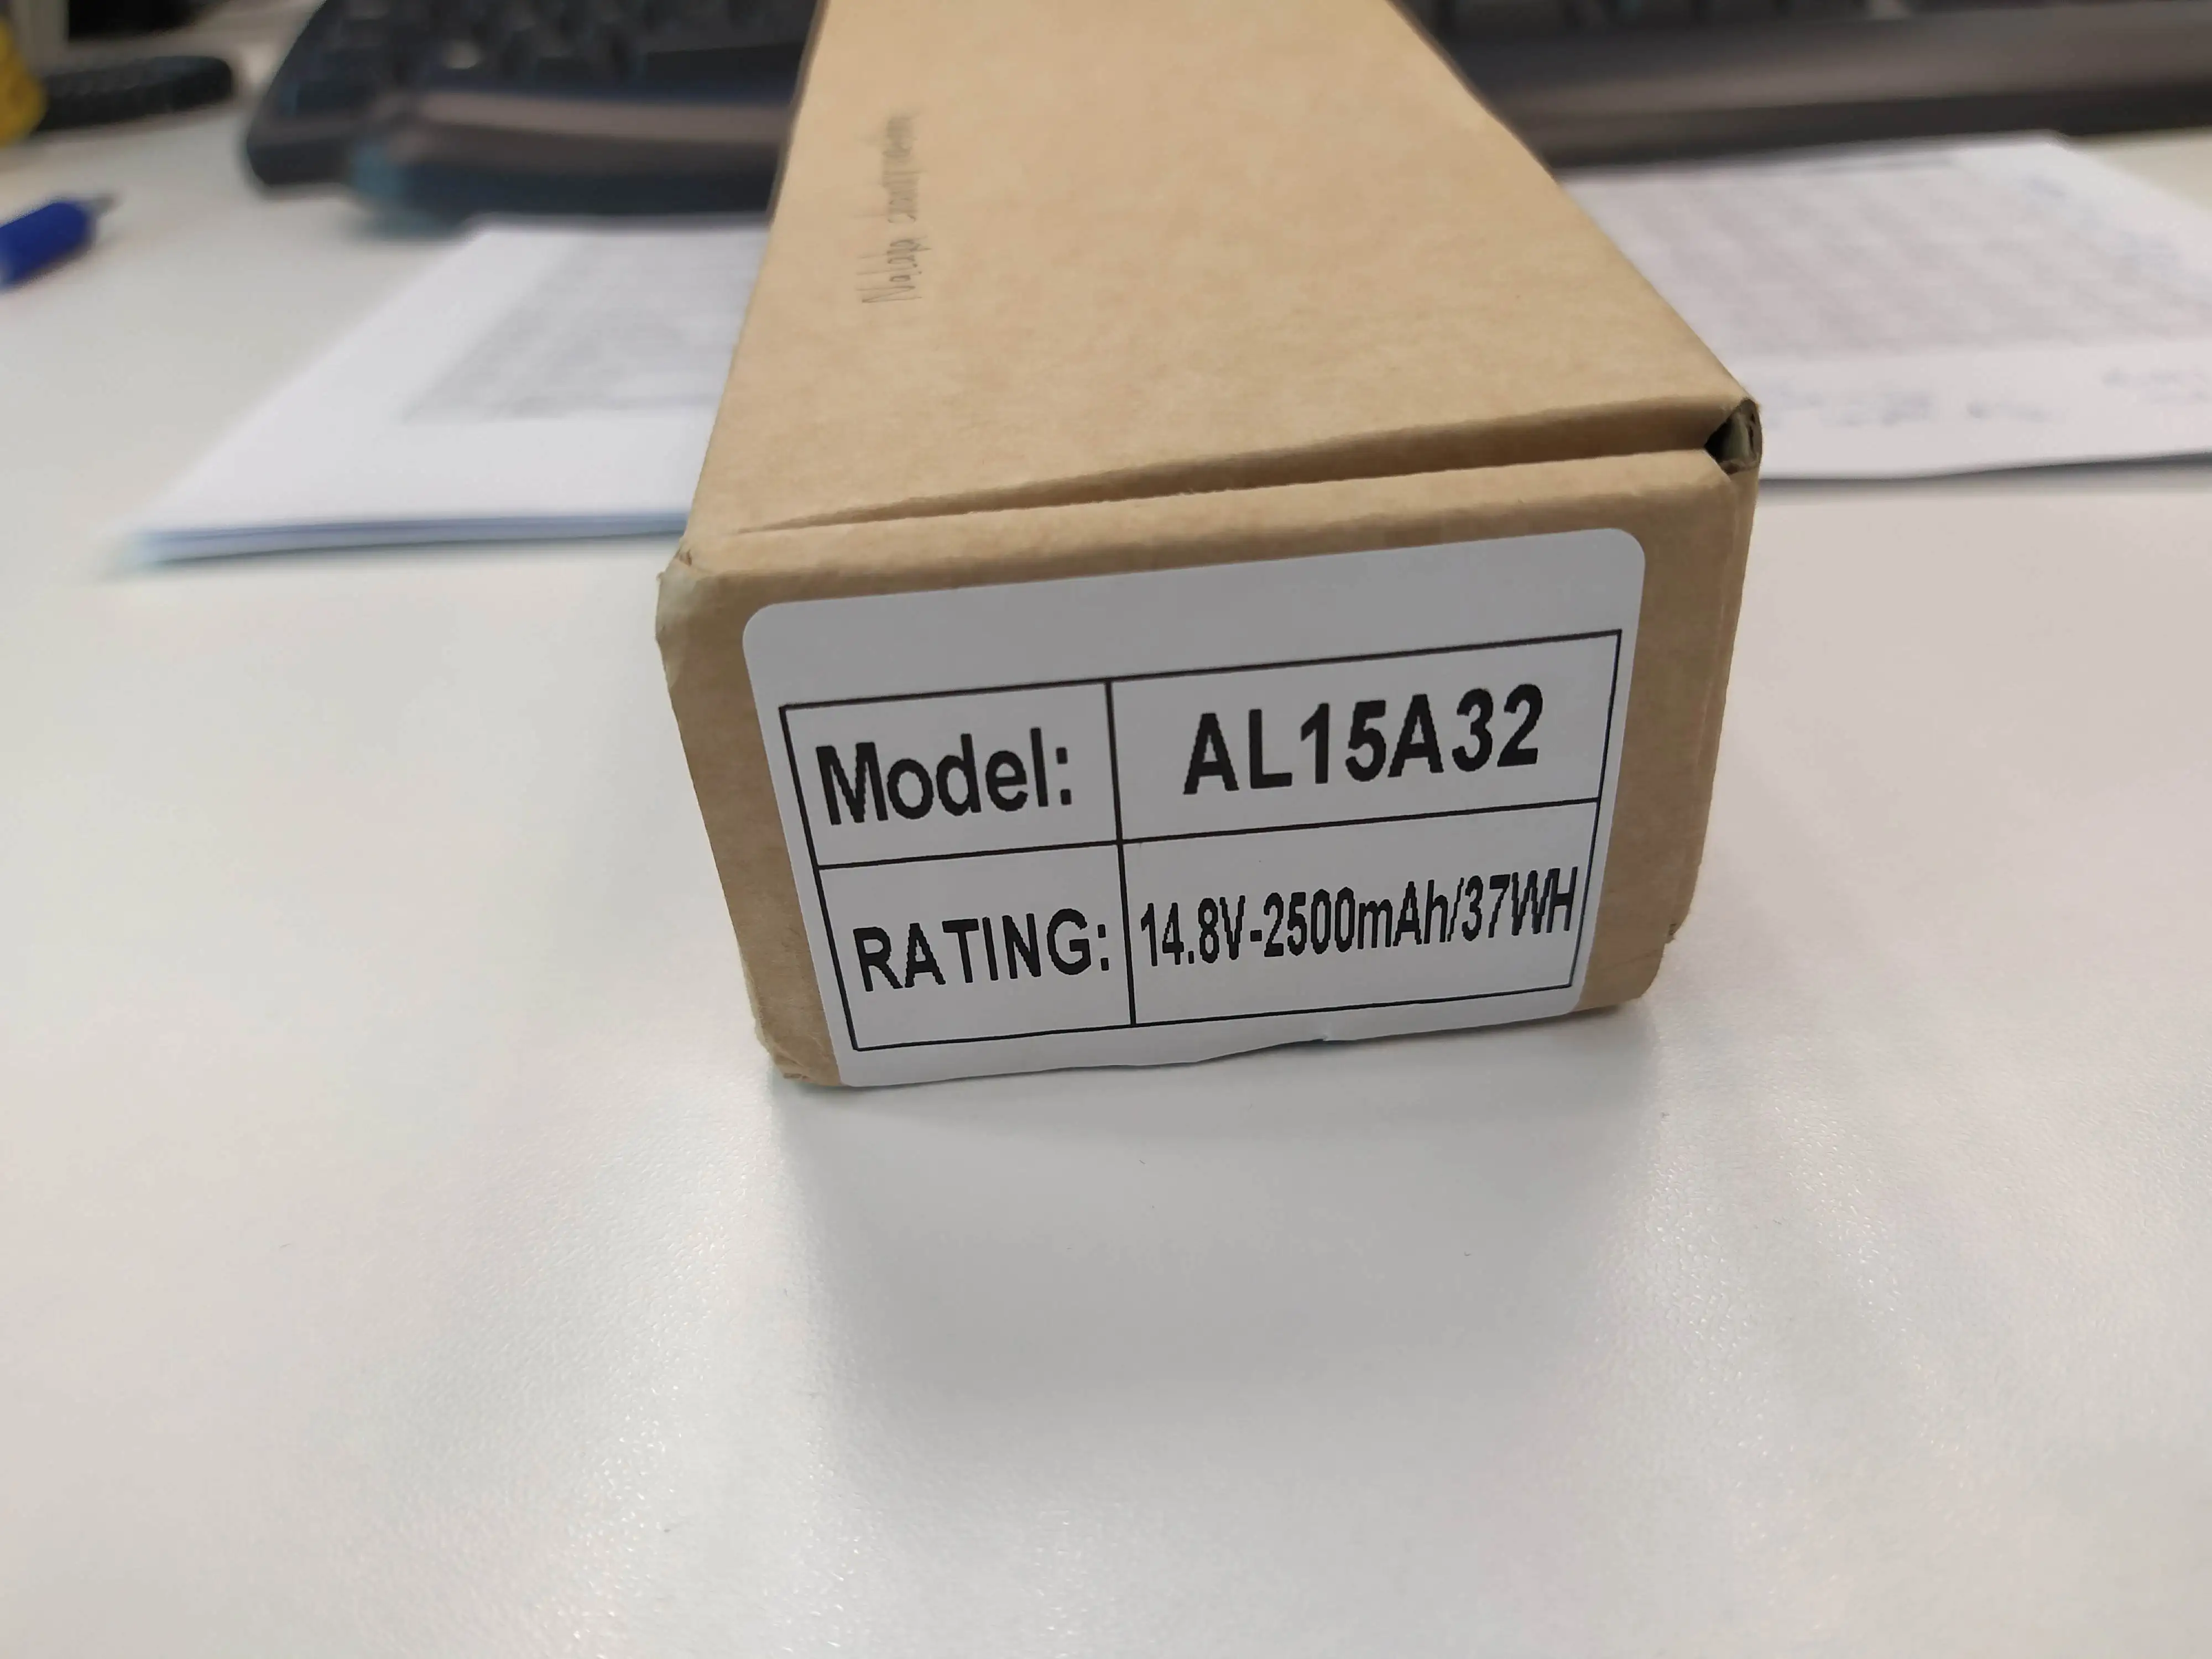 Model: AL15A32
RATING: 14.8V-2500mAh/37WH